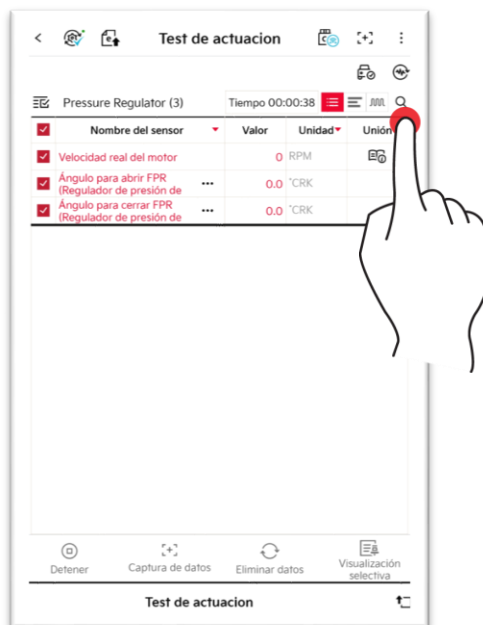 Test de actuacion
Pressure Regulator (3)
Tiempo 00:00:38
Nombre del sensor Valor Unidad Unión
Velocidad real del motor 0 RPM
Ángulo para abrir FPR
(Regulador de presión de ... 0.0 ˚CRK
Ángulo para cerrar FPR
(Regulador de presión de ... 0.0 ˚CRK
Detener Captura de datos Eliminar datos Visualización
selectiva
Test de actuacion